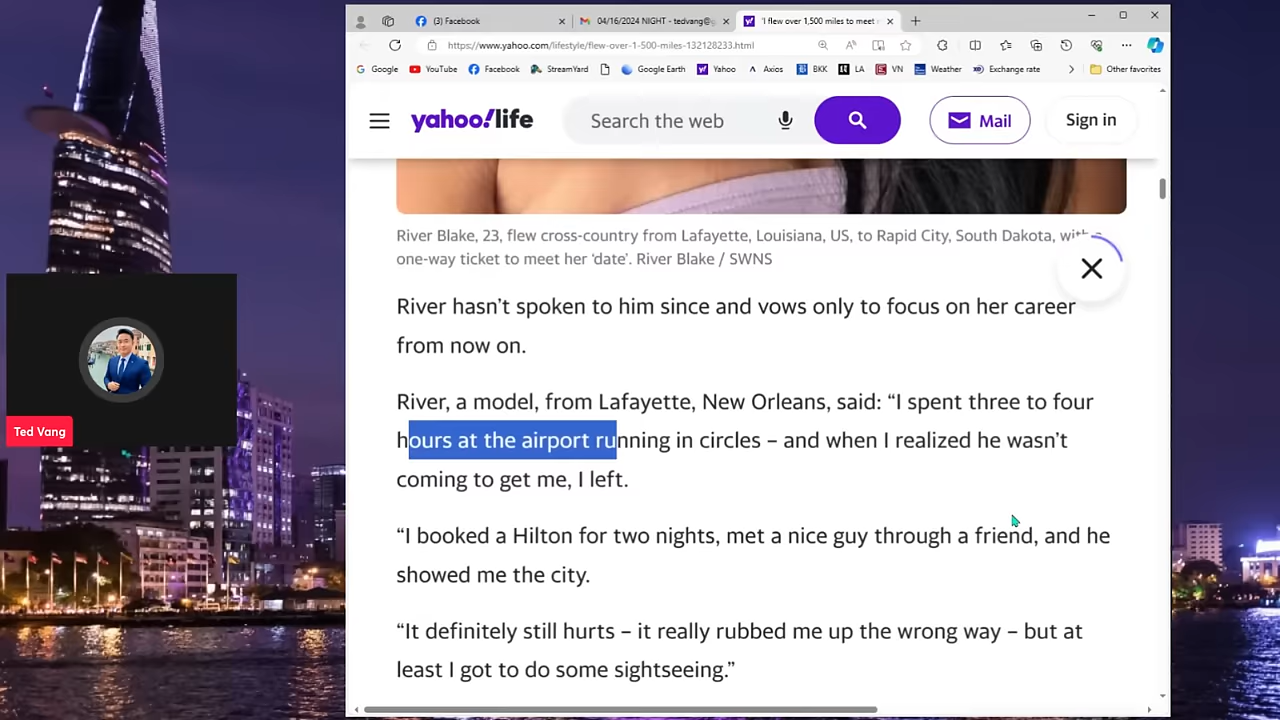 (3) Facebook
04/16/2024 NIGHT - tedvang@g
'I flew over 1,500 miles to meet
https://www.yahoo.com/lifestyle/flew-over-1-500-miles-132128233.html
Google YouTube Facebook StreamYard Google Earth Yahoo Axios BKK LA VN Weather Exchange rate Other favorites
yahoo!life
Search the web
Mail
Sign in
River Blake, 23, flew cross-country from Lafayette, Louisiana, US, to Rapid City, South Dakota, with a
one-way ticket to meet her ‘date’. River Blake / SWNS
River hasn’t spoken to him since and vows only to focus on her career
from now on.
River, a model, from Lafayette, New Orleans, said: “I spent three to four
hours at the airport running in circles – and when I realized he wasn’t
coming to get me, I left.
“I booked a Hilton for two nights, met a nice guy through a friend, and he
showed me the city.
“It definitely still hurts – it really rubbed me up the wrong way – but at
least I got to do some sightseeing.”
Ted Vang